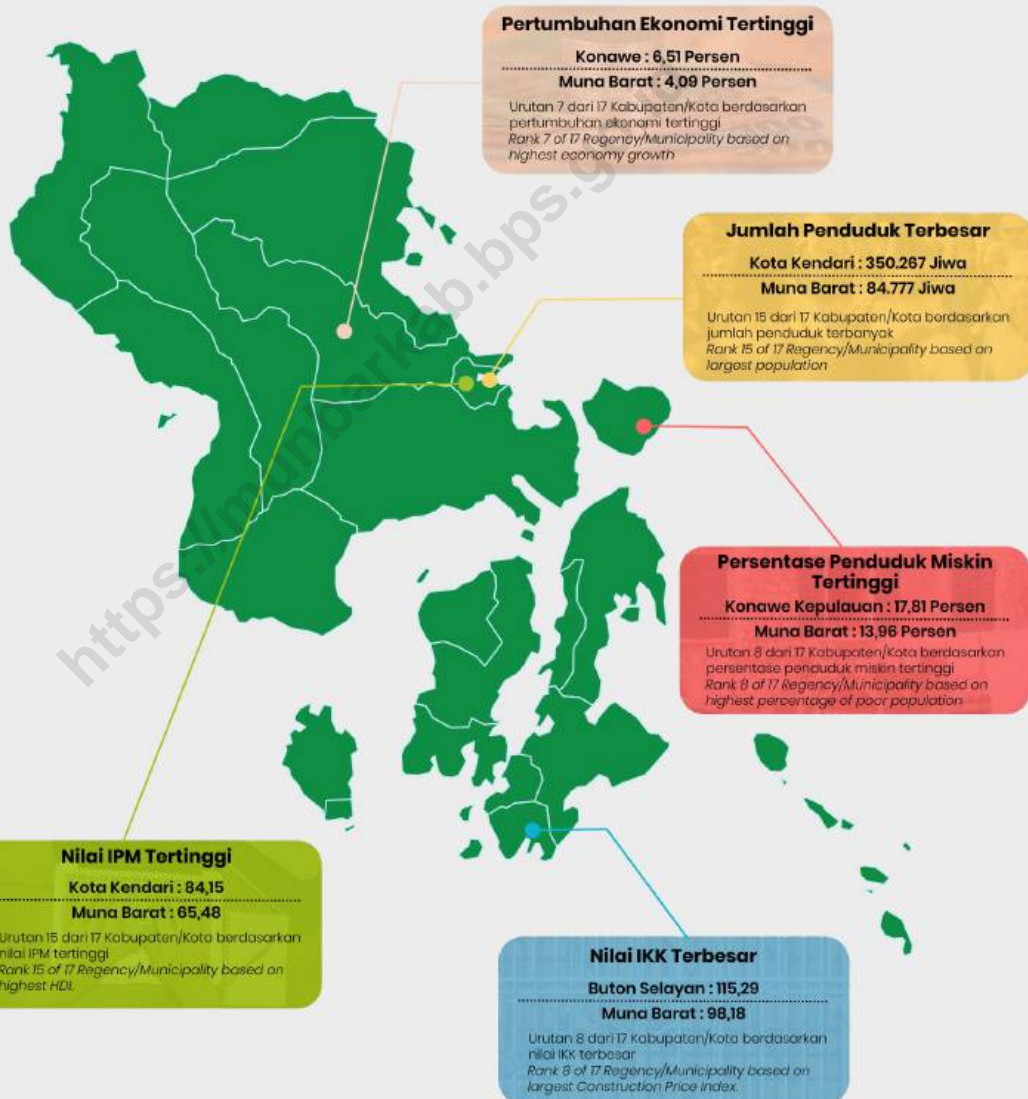 Pertumbuhan Ekonomi Tertinggi
Konawe : 6,51 Persen
Muna Barat : 4,09 Persen
Urutan 7 dari 17 Kabupaten/Kota berdasarkan
pertumbuhan ekonomi tertinggi
Rank 7 of 17 Regency/Municipality based on
highest economy growth
Jumlah Penduduk Terbesar
Kota Kendari : 350.267 Jiwa
Muna Barat : 84.777 Jiwa
Urutan 15 dari 17 Kabupaten/Kota berdasarkan
jumlah penduduk terbanyak
Rank 15 of 17 Regency/Municipality based on
largest population
Persentase Penduduk Miskin
Tertinggi
Konawe Kepulauan : 17,81 Persen
Muna Barat : 13,96 Persen
Urutan 8 dari 17 Kabupaten/Kota berdasarkan
persentase penduduk miskin tertinggi
Rank 8 of 17 Regency/Municipality based on
highest percentage of poor population
Nilai IPM Tertinggi
Kota Kendari : 84,15
Muna Barat : 65,48
Urutan 15 dari 17 Kabupaten/Kota berdasarkan
nilai IPM tertinggi
Rank 15 of 17 Regency/Municipality based on
highest HDI.
Nilai IKK Terbesar
Buton Selayan : 115,29
Muna Barat : 98,18
Urutan 8 dari 17 Kabupaten/Kota berdasarkan
nilai IKK terbesar
Rank 8 of 17 Regency/Municipality based on
largest Construction Price Index.
https://munbarkab.bps.g